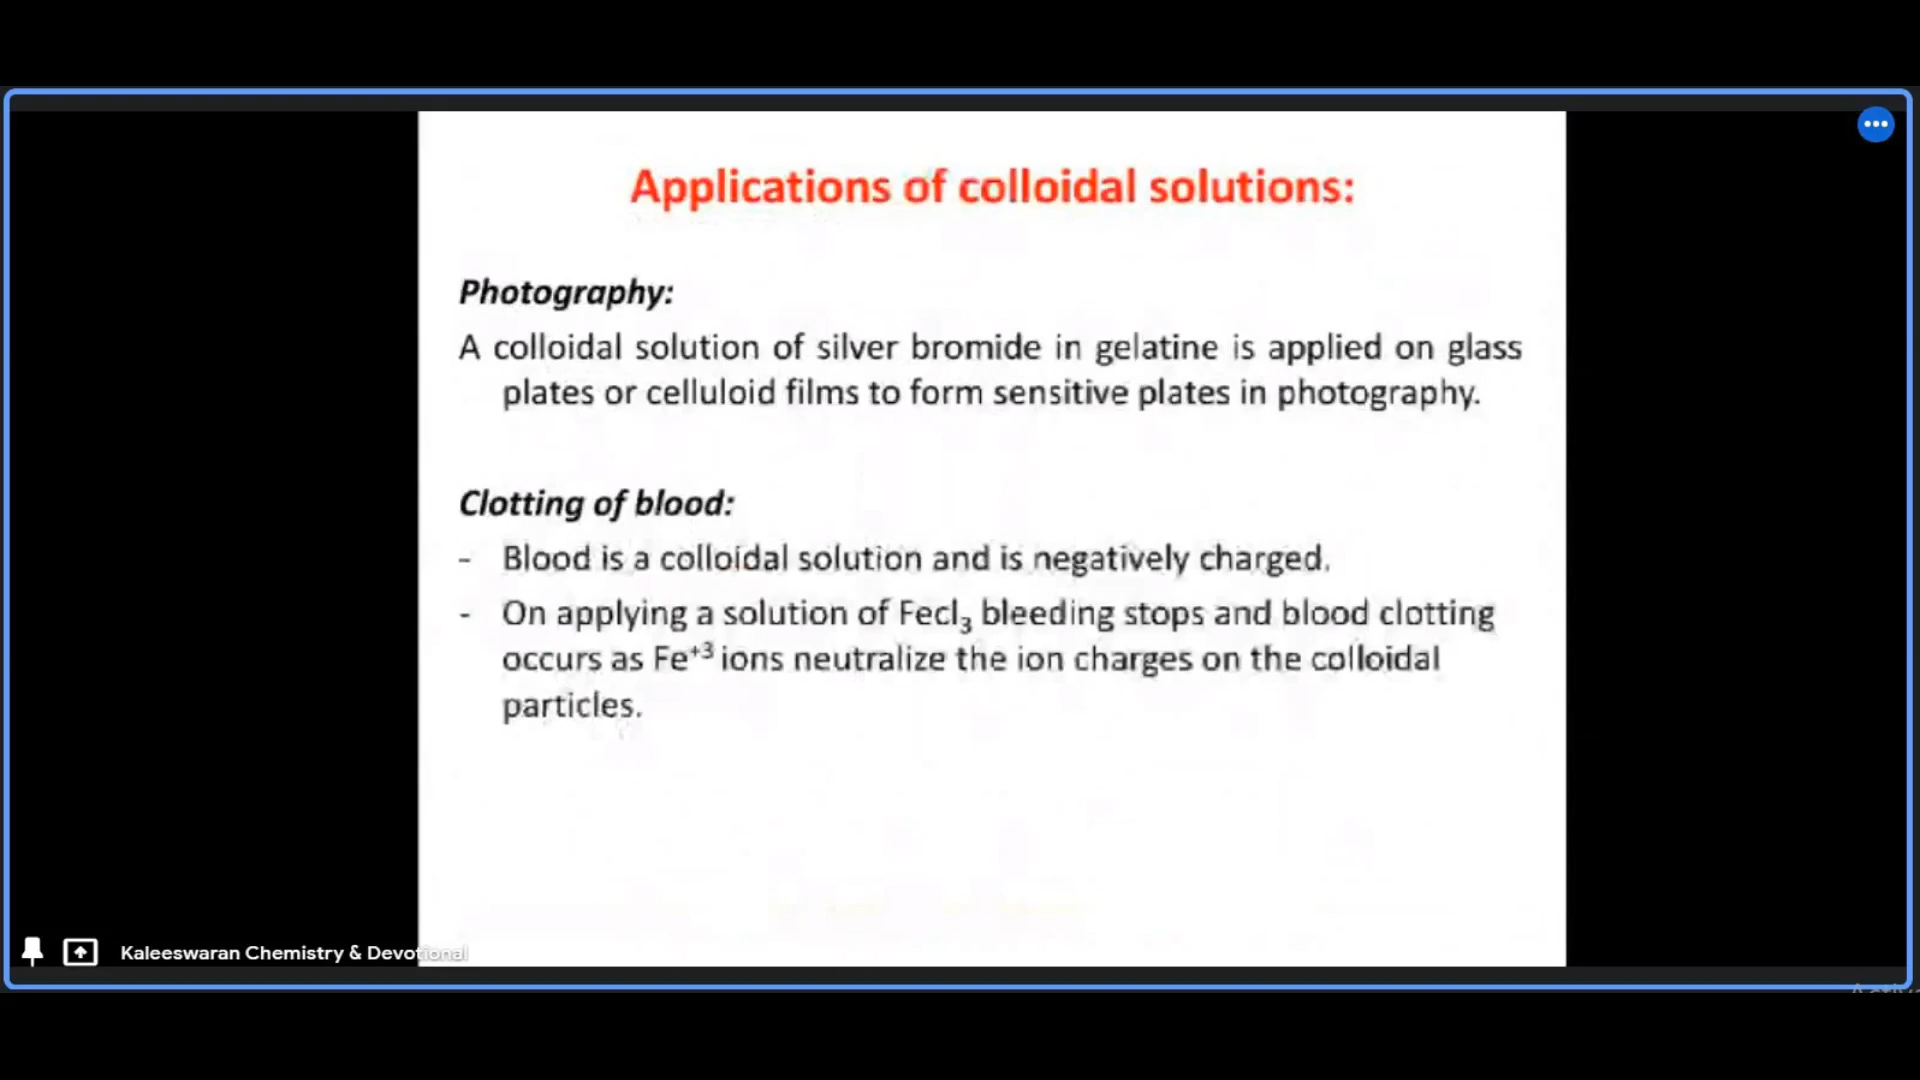 Applications of colloidal solutions:
Photography:
A colloidal solution of silver bromide in gelatine is applied on glass
plates or celluloid films to form sensitive plates in photography.
Clotting of blood:
- Blood is a colloidal solution and is negatively charged.
- On applying a solution of Fecl₃ bleeding stops and blood clotting
occurs as Fe⁺³ ions neutralize the ion charges on the colloidal
particles.
Kaleeswaran Chemistry & Devotional